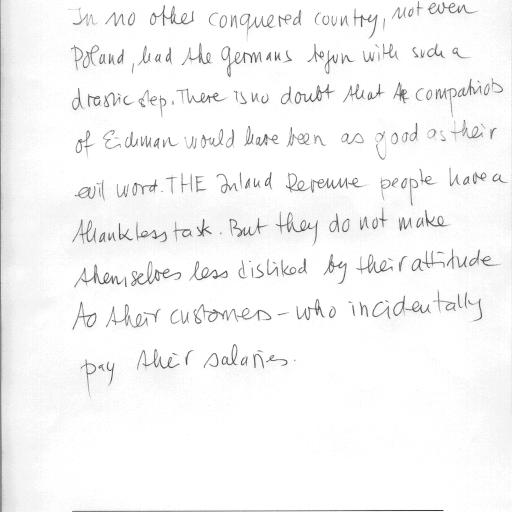 In no other conquered country, not even
Poland, had the Germans begun with such a
drastic step. There is no doubt that the compatriots
of Eichman would have been as good as their
evil word. THE Inland Revenue people have a
thankless task. But they do not make
themselves less disliked by their attitude
to their customers - who incidentally
pay their salaries.